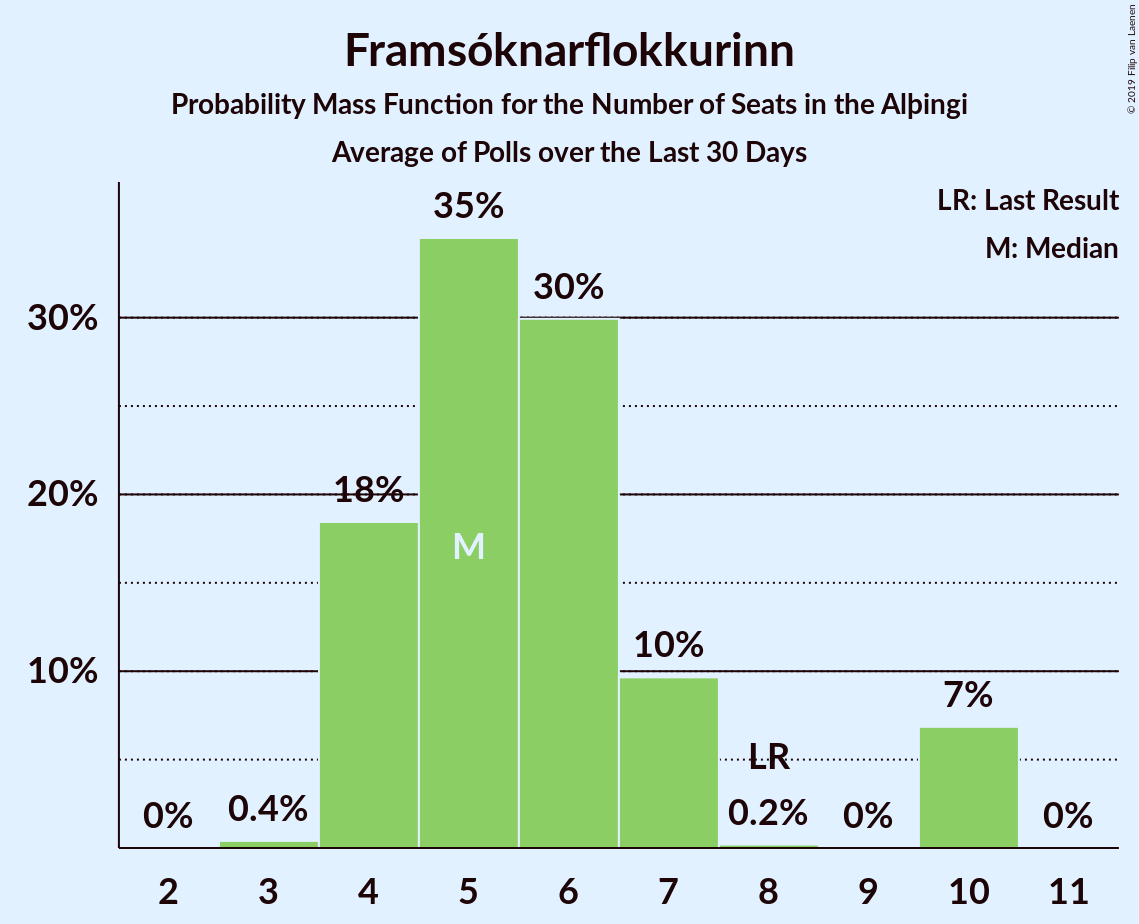 Framsóknarflokkurinn
Probability Mass Function for the Number of Seats in the Alþingi
Average of Polls over the Last 30 Days
© 2019 Filip van Laenen
LR: Last Result
M: Median
35%
30%
30%
18%
20%
M
10%
10%
7%
LR
0%
0.4%
0.2%
0%
0%
2 3 4 5 6 7 8 9 10 11